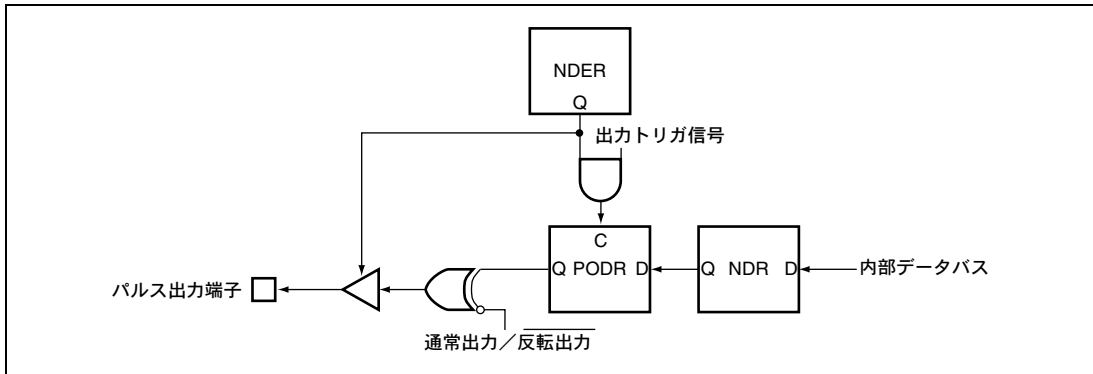 NDER
Q
出力トリガ信号
C
Q PODR D
Q NDR D
内部データバス
パルス出力端子
通常出力／反転出力